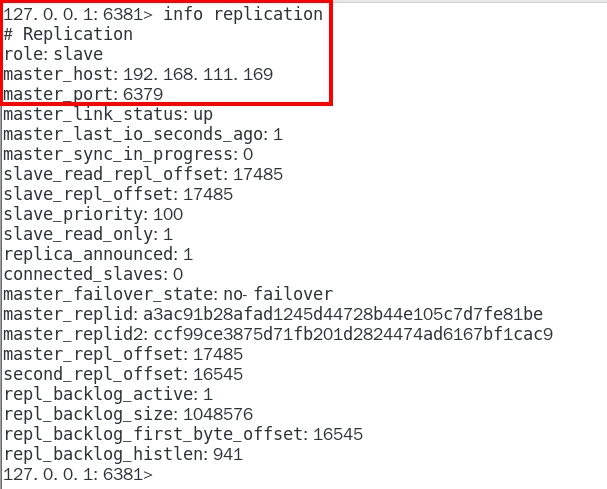 127. 0. 0. 1: 6381> info replication
# Replication
role: slave
master_host: 192. 168. 111. 169
master_port: 6379
master_link_status: up
master_last_io_seconds_ago: 1
master_sync_in_progress: 0
slave_read_repl_offset: 17485
slave_repl_offset: 17485
slave_priority: 100
slave_read_only: 1
replica_announced: 1
connected_slaves: 0
master_failover_state: no- failover
master_replid: a3ac91b28afad1245d44728b44e105c7d7fe81be
master_replid2: ccf99ce3875d71fb201d2824474ad6167bf1cac9
master_repl_offset: 17485
second_repl_offset: 16545
repl_backlog_active: 1
repl_backlog_size: 1048576
repl_backlog_first_byte_offset: 16545
repl_backlog_histlen: 941
127. 0. 0. 1: 6381>